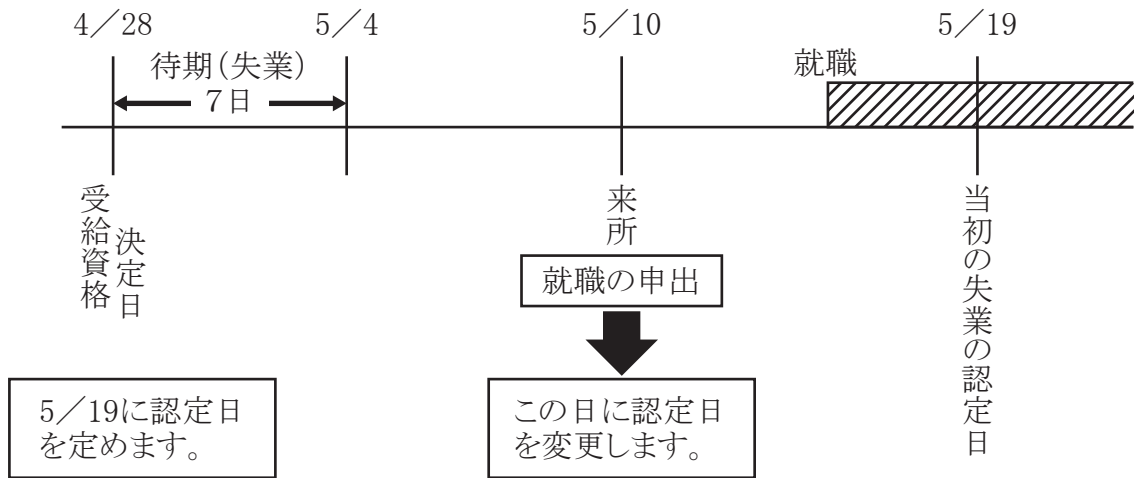 4／28
5／4
5／10
5／19
待期（失業）
7日
就職
受給資格
決定日
来所
当初の失業の認定日
就職の申出
5／19に認定日
を定めます。
この日に認定日
を変更します。